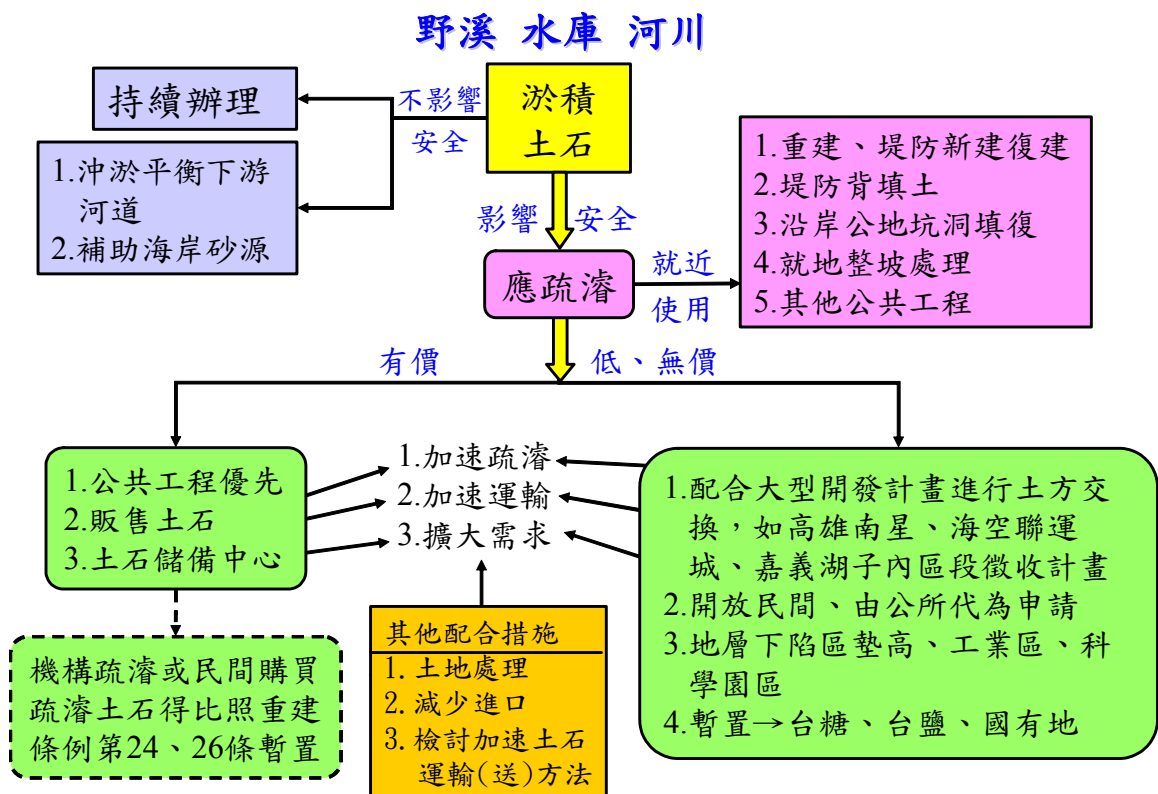 野溪 水庫 河川
淤積
土石
不影響
安全
持續辦理
1.沖淤平衡下游
河道
2.補助海岸砂源
影響 安全
應疏濬
就近
使用
1.重建、堤防新建復建
2.堤防背填土
3.沿岸公地坑洞填復
4.就地整坡處理
5.其他公共工程
有價
低、無價
1.公共工程優先
2.販售土石
3.土石儲備中心
1.加速疏濬
2.加速運輸
3.擴大需求
1.配合大型開發計畫進行土方交
換，如高雄南星、海空聯運
城、嘉義湖子內區段徵收計畫
2.開放民間、由公所代為申請
3.地層下陷區墊高、工業區、科
學園區
4.暫置→台糖、台鹽、國有地
機構疏濬或民間購買
疏濬土石得比照重建
條例第24、26條暫置
其他配合措施
1. 土地處理
2. 減少進口
3. 檢討加速土石
運輸(送)方法